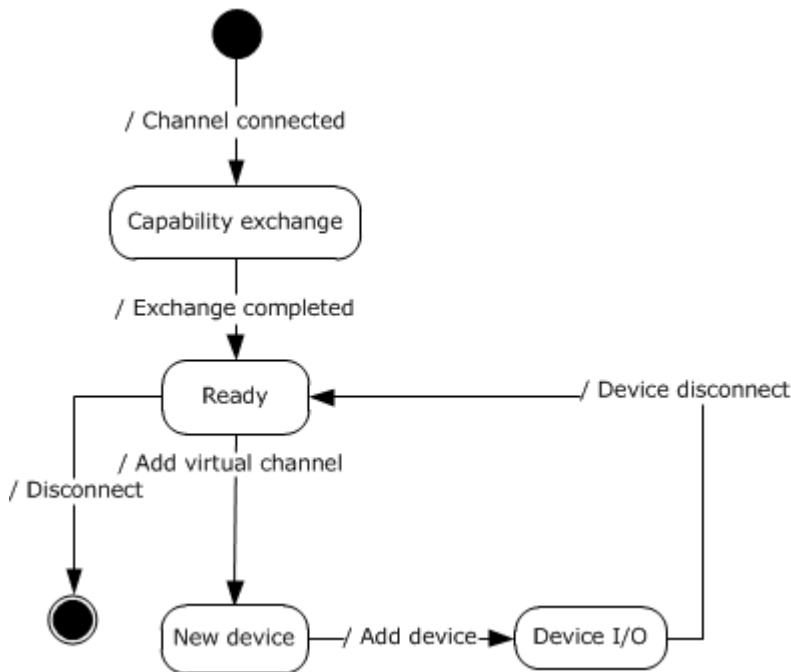 / Channel connected
Capability exchange
/ Exchange completed
Ready
/ Device disconnect
/ Add virtual channel
/ Disconnect
New device
/ Add device
Device I/O